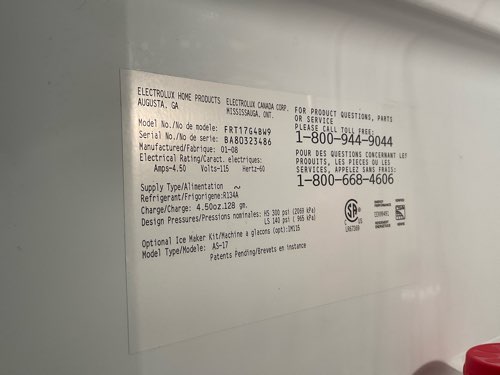 ELECTROLUX HOME PRODUCTS
AUGUSTA, GA
ELECTROLUX CANADA CORP.
MISSISSAUGA, ONT.
FOR PRODUCT QUESTIONS, PARTS
OR SERVICE
PLEASE CALL TOLL FREE:
1-800-944-9044
POUR DES QUESTIONS CONCERNANT LES
PRODUITS, LES PIECES OU LES
SERVICES, APPELEZ SANS FRAIS:
1-800-668-4606
Model No./No de modele: FRT17G4BW9
Serial No./No de serie: BA80323486
Manufactured/Fabrique: 01-08
Electrical Rating/Caract. electriques:
Amps-4.50 Volts-115 Hertz-60
Supply Type/Alimentation ~
Refrigerant/Frigorigene:R134A
Charge/Charge: 4.50oz.128 gm.
Design Pressures/Pressions nominales: HS 300 psi (2069 kPa)
LS 140 psi ( 965 kPa)
Optional Ice Maker Kit/Machine a glacons (opt):IM115
Model Type/Modele: AS-17
Patents Pending/Brevets en instance
US